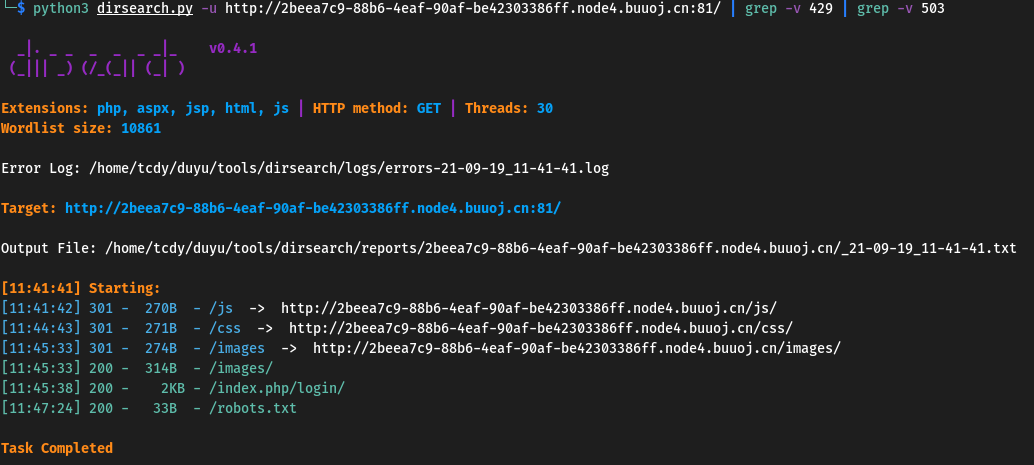 └─$ python3 dirsearch.py -u http://2beea7c9-88b6-4eaf-90af-be42303386ff.node4.buuoj.cn:81/ | grep -v 429 | grep -v 503
_|. _ _  _  _  _ _|_    v0.4.1
(_||| _) (/_(_|| (_| )
Extensions: php, aspx, jsp, html, js | HTTP method: GET | Threads: 30
Wordlist size: 10861
Error Log: /home/tcdy/duyu/tools/dirsearch/logs/errors-21-09-19_11-41-41.log
Target: http://2beea7c9-88b6-4eaf-90af-be42303386ff.node4.buuoj.cn:81/
Output File: /home/tcdy/duyu/tools/dirsearch/reports/2beea7c9-88b6-4eaf-90af-be42303386ff.node4.buuoj.cn/_21-09-19_11-41-41.txt
[11:41:41] Starting:
[11:41:42] 301 -  270B  - /js  ->  http://2beea7c9-88b6-4eaf-90af-be42303386ff.node4.buuoj.cn/js/
[11:44:43] 301 -  271B  - /css  ->  http://2beea7c9-88b6-4eaf-90af-be42303386ff.node4.buuoj.cn/css/
[11:45:33] 301 -  274B  - /images  ->  http://2beea7c9-88b6-4eaf-90af-be42303386ff.node4.buuoj.cn/images/
[11:45:33] 200 -  314B  - /images/
[11:45:38] 200 -    2KB - /index.php/login/
[11:47:24] 200 -   33B  - /robots.txt
Task Completed